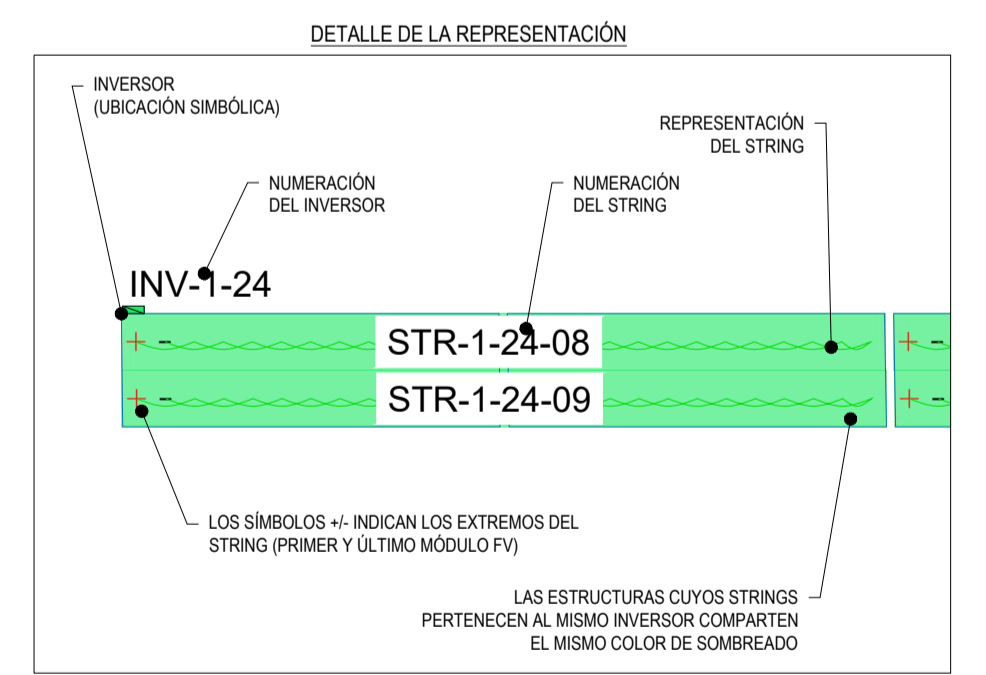 DETALLE DE LA REPRESENTACIÓN
INVERSOR
(UBICACIÓN SIMBÓLICA)
REPRESENTACIÓN
DEL STRING
NUMERACIÓN
DEL INVERSOR
NUMERACIÓN
DEL STRING
INV-1-24
+ - STR-1-24-08 + -
+ - STR-1-24-09 + -
LOS SÍMBOLOS +/- INDICAN LOS EXTREMOS DEL
STRING (PRIMER Y ÚLTIMO MÓDULO FV)
LAS ESTRUCTURAS CUYOS STRINGS
PERTENECEN AL MISMO INVERSOR COMPARTEN
EL MISMO COLOR DE SOMBREADO